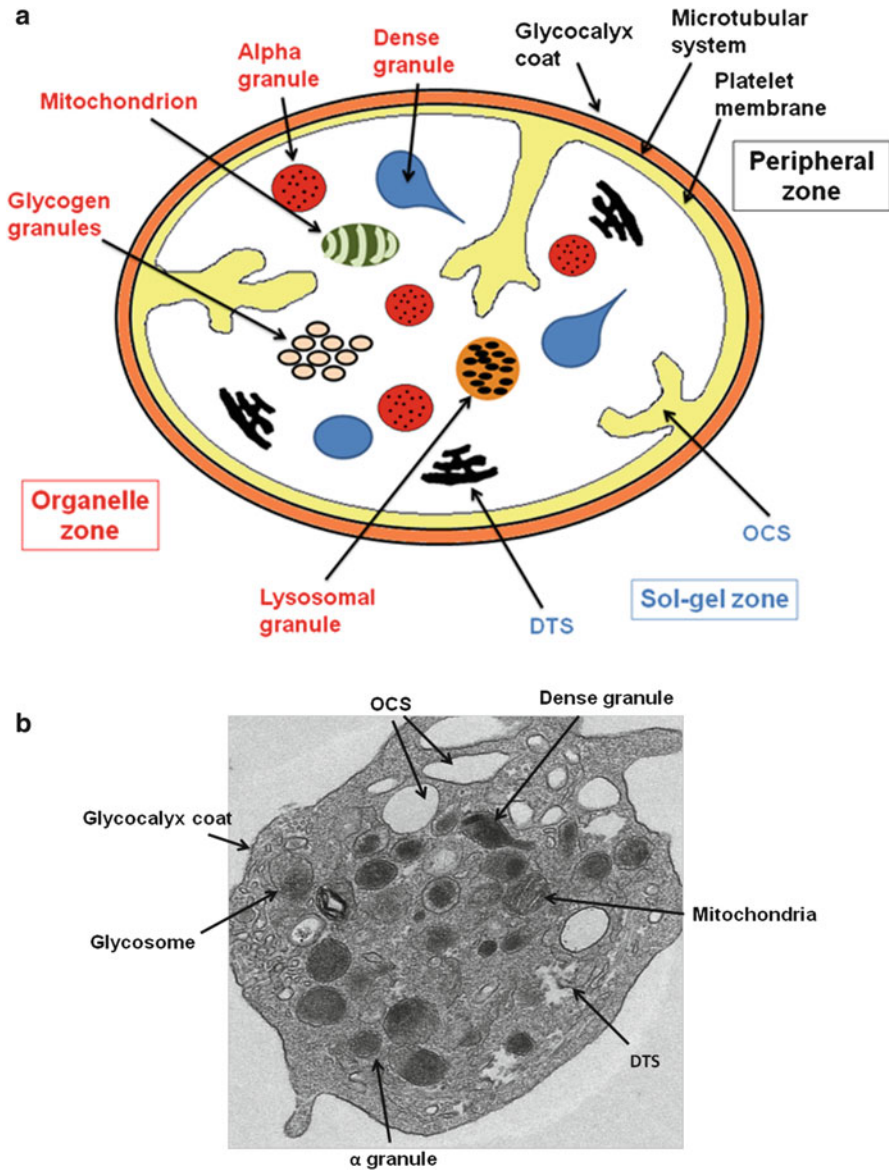 a
Alpha
granule
Dense
granule
Glycocalyx
coat
Microtubular
system
Mitochondrion
Platelet
membrane
Peripheral
zone
Glycogen
granules
Organelle
zone
OCS
Lysosomal
granule
DTS
Sol-gel zone
b
OCS
Dense granule
Glycocalyx coat
Mitochondria
Glycosome
DTS
α granule